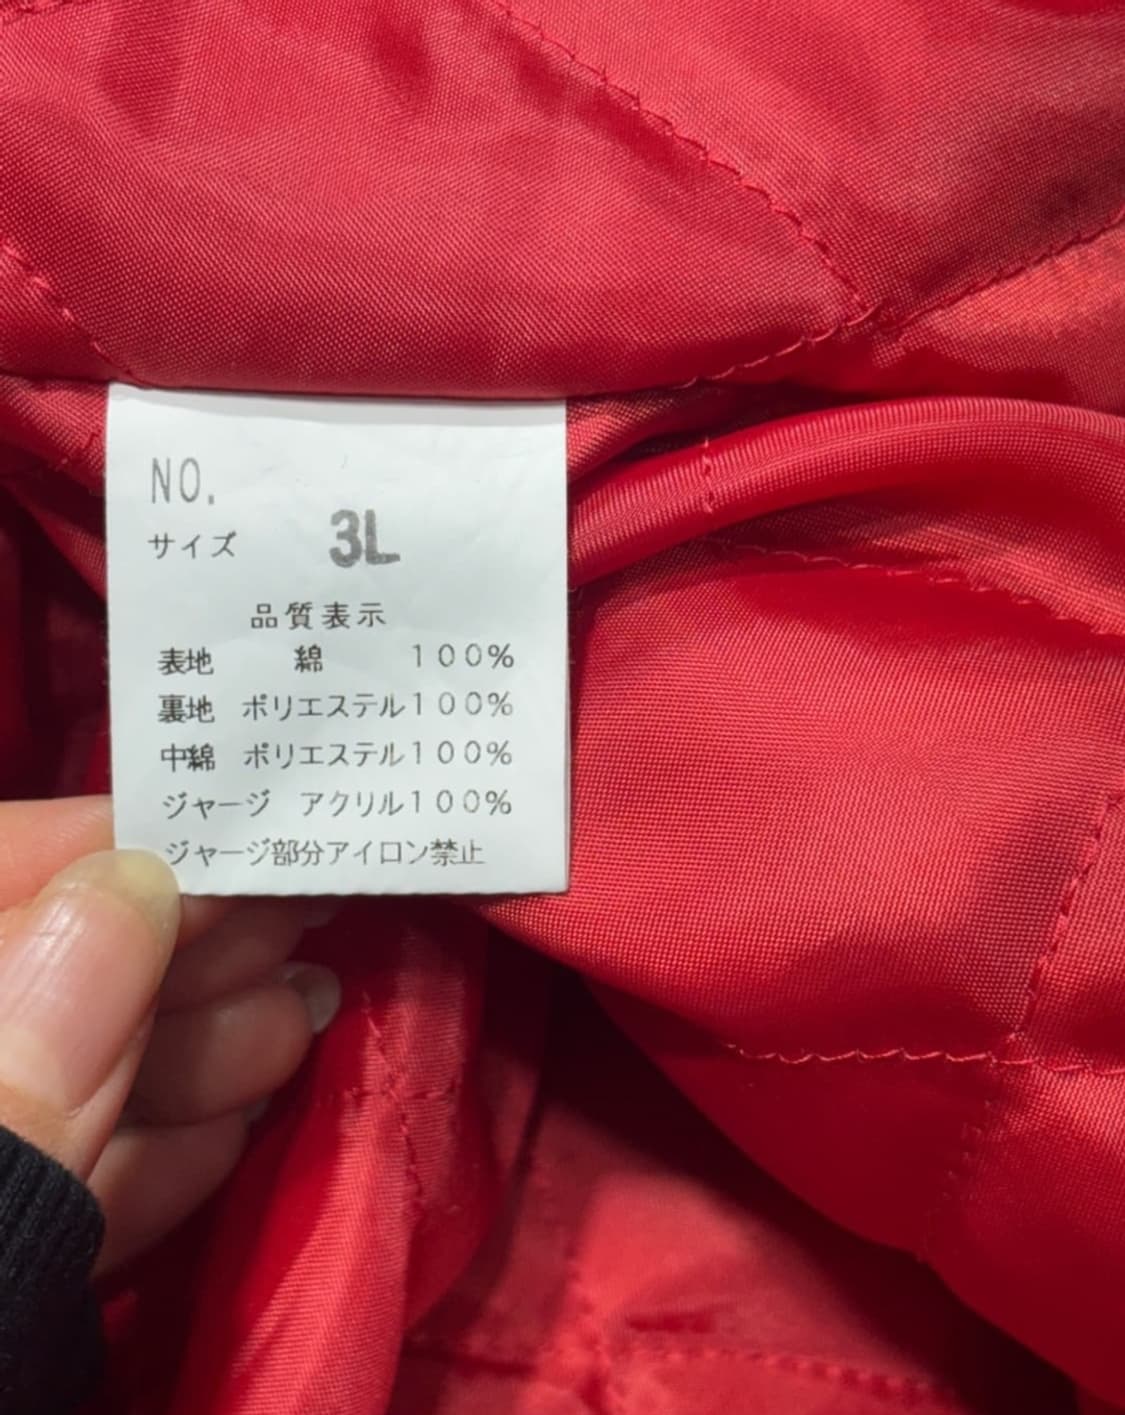 NO.
サイズ 3L
品質表示
表地 綿 100%
裏地 ポリエステル100%
中綿 ポリエステル100%
ジャージ アクリル100%
ジャージ部分アイロン禁止